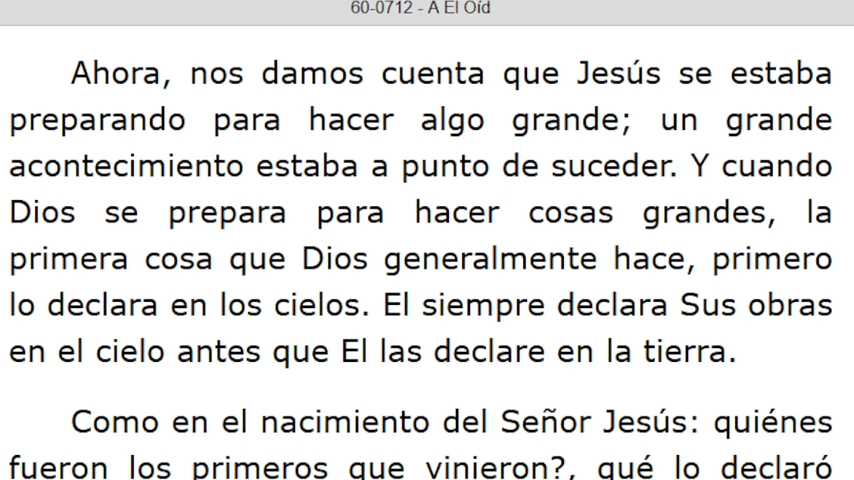 60-0712 - A El Oíd
Ahora, nos damos cuenta que Jesús se estaba
preparando para hacer algo grande; un grande
acontecimiento estaba a punto de suceder. Y cuando
Dios se prepara para hacer cosas grandes, la
primera cosa que Dios generalmente hace, primero
lo declara en los cielos. El siempre declara Sus obras
en el cielo antes que El las declare en la tierra.
Como en el nacimiento del Señor Jesús: quiénes
fueron los primeros que vinieron?, qué lo declaró